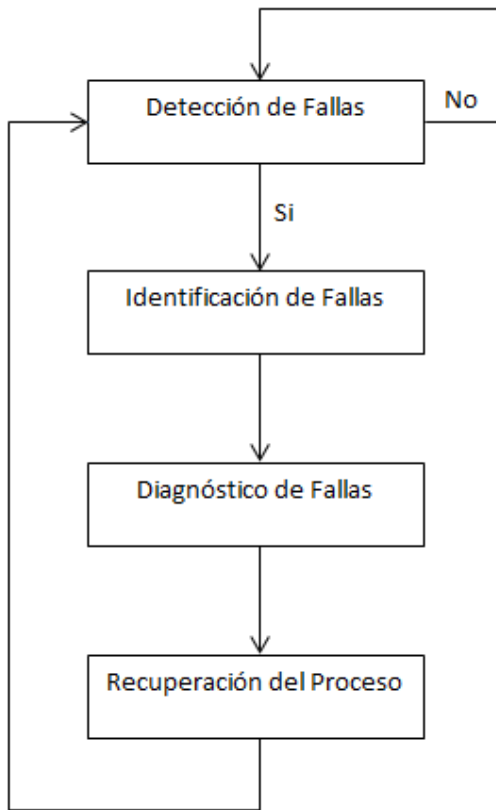 Detección de Fallas
No
Si
Identificación de Fallas
Diagnóstico de Fallas
Recuperación del Proceso